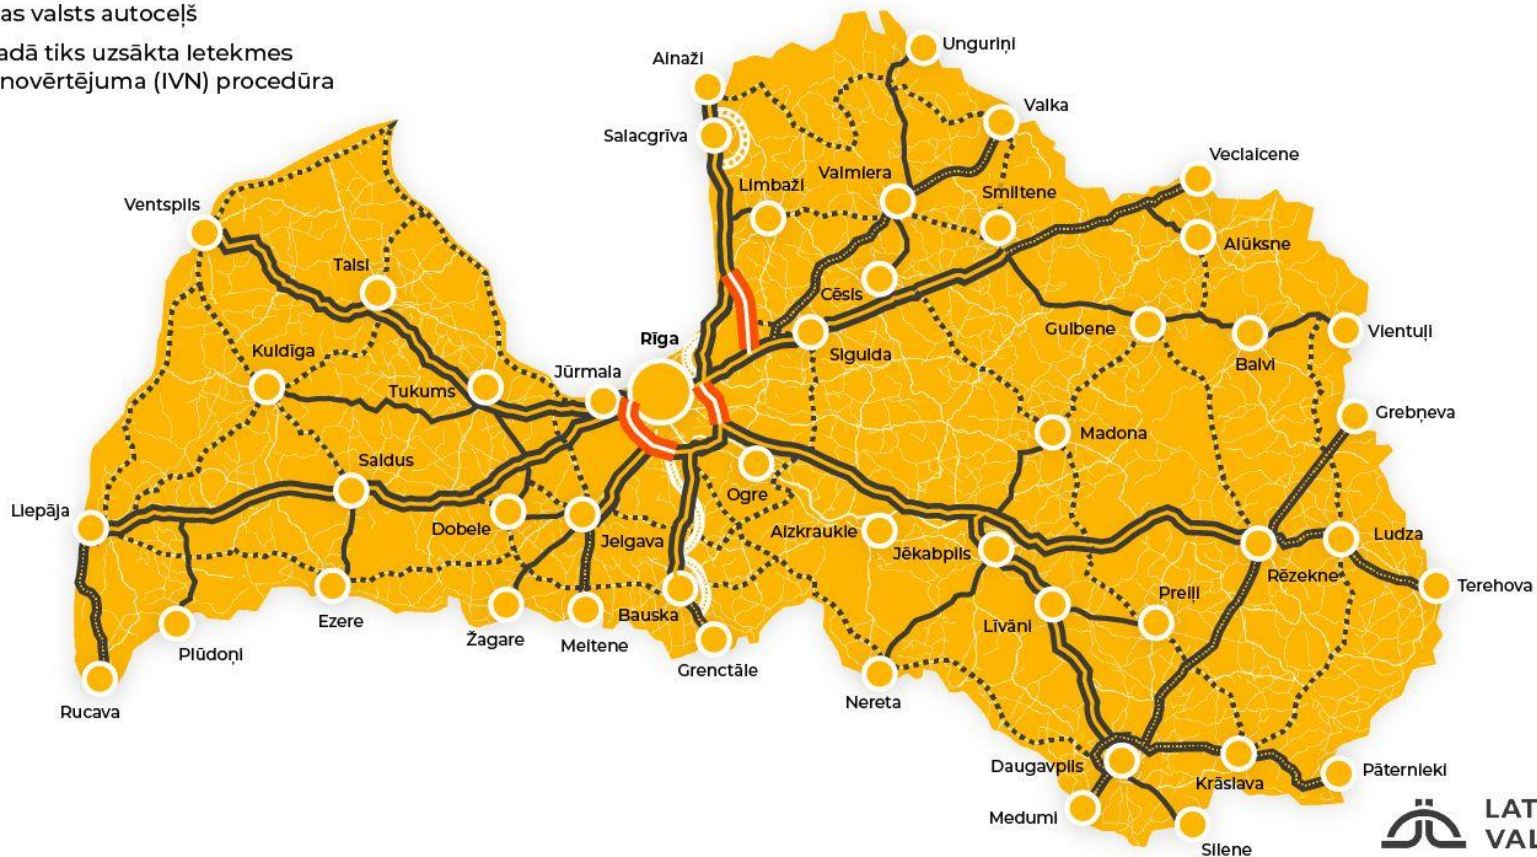 as valsts autoceļš
adā tiks uzsākta Ietekmes
novērtējuma (IVN) procedūra
Unguriņi
Ainaži
Valka
Salacgrīva
Veclaicene
Valmiera
Limbaži
Smiltene
Ventspils
Alūksne
Talsi
Cēsis
Gulbene
Vientuļi
Rīga
Sigulda
Kuldīga
Balvi
Jūrmala
Tukums
Grebņeva
Madona
Saldus
Ogre
Liepāja
Dobele
Aizkraukle
Ludza
Jelgava
Jēkabpils
Rēzekne
Terehova
Preiļi
Bauska
Ezere
Līvāni
Žagare
Meitene
Plūdoņi
Grenctāle
Nereta
Rucava
Daugavpils
Krāslava
Pāternieki
Medumi
LAT
VAL
Silene